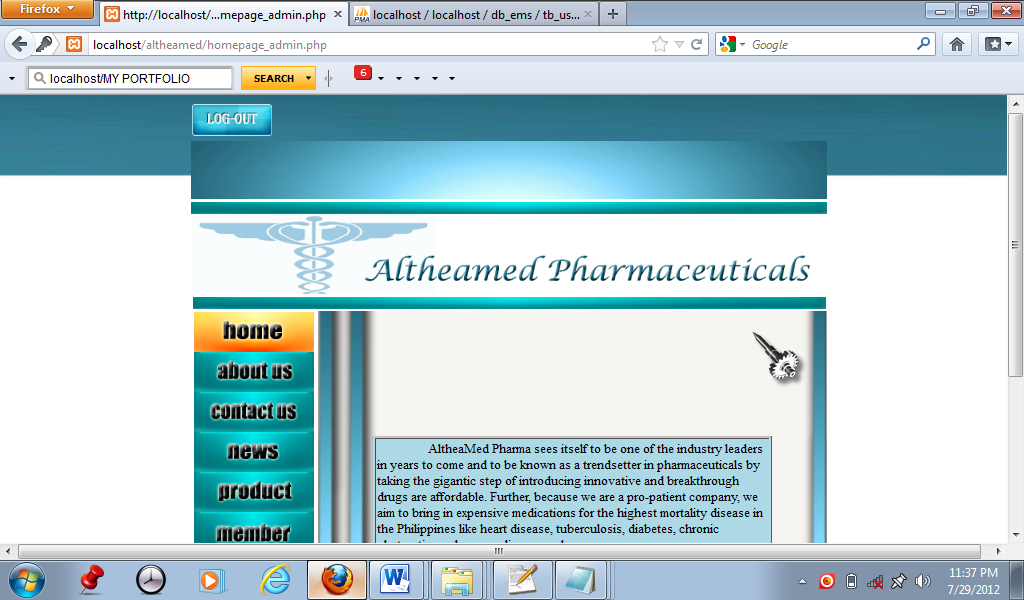 Firefox
http://localhost/...mepage_admin.php
PMA
localhost / localhost / db_ems / tb_us...
localhost/altheamed/homepage_admin.php
Google
localhost/MY PORTFOLIO
SEARCH
6
LOG-OUT
Altheamed Pharmaceuticals
home
about us
contact us
news
product
member
AltheaMed Pharma sees itself to be one of the industry leaders
in years to come and to be known as a trendsetter in pharmaceuticals by
taking the gigantic step of introducing innovative and breakthrough
drugs are affordable. Further, because we are a pro-patient company, we
aim to bring in expensive medications for the highest mortality disease in
the Philippines like heart disease, tuberculosis, diabetes, chronic
11:37 PM
7/29/2012